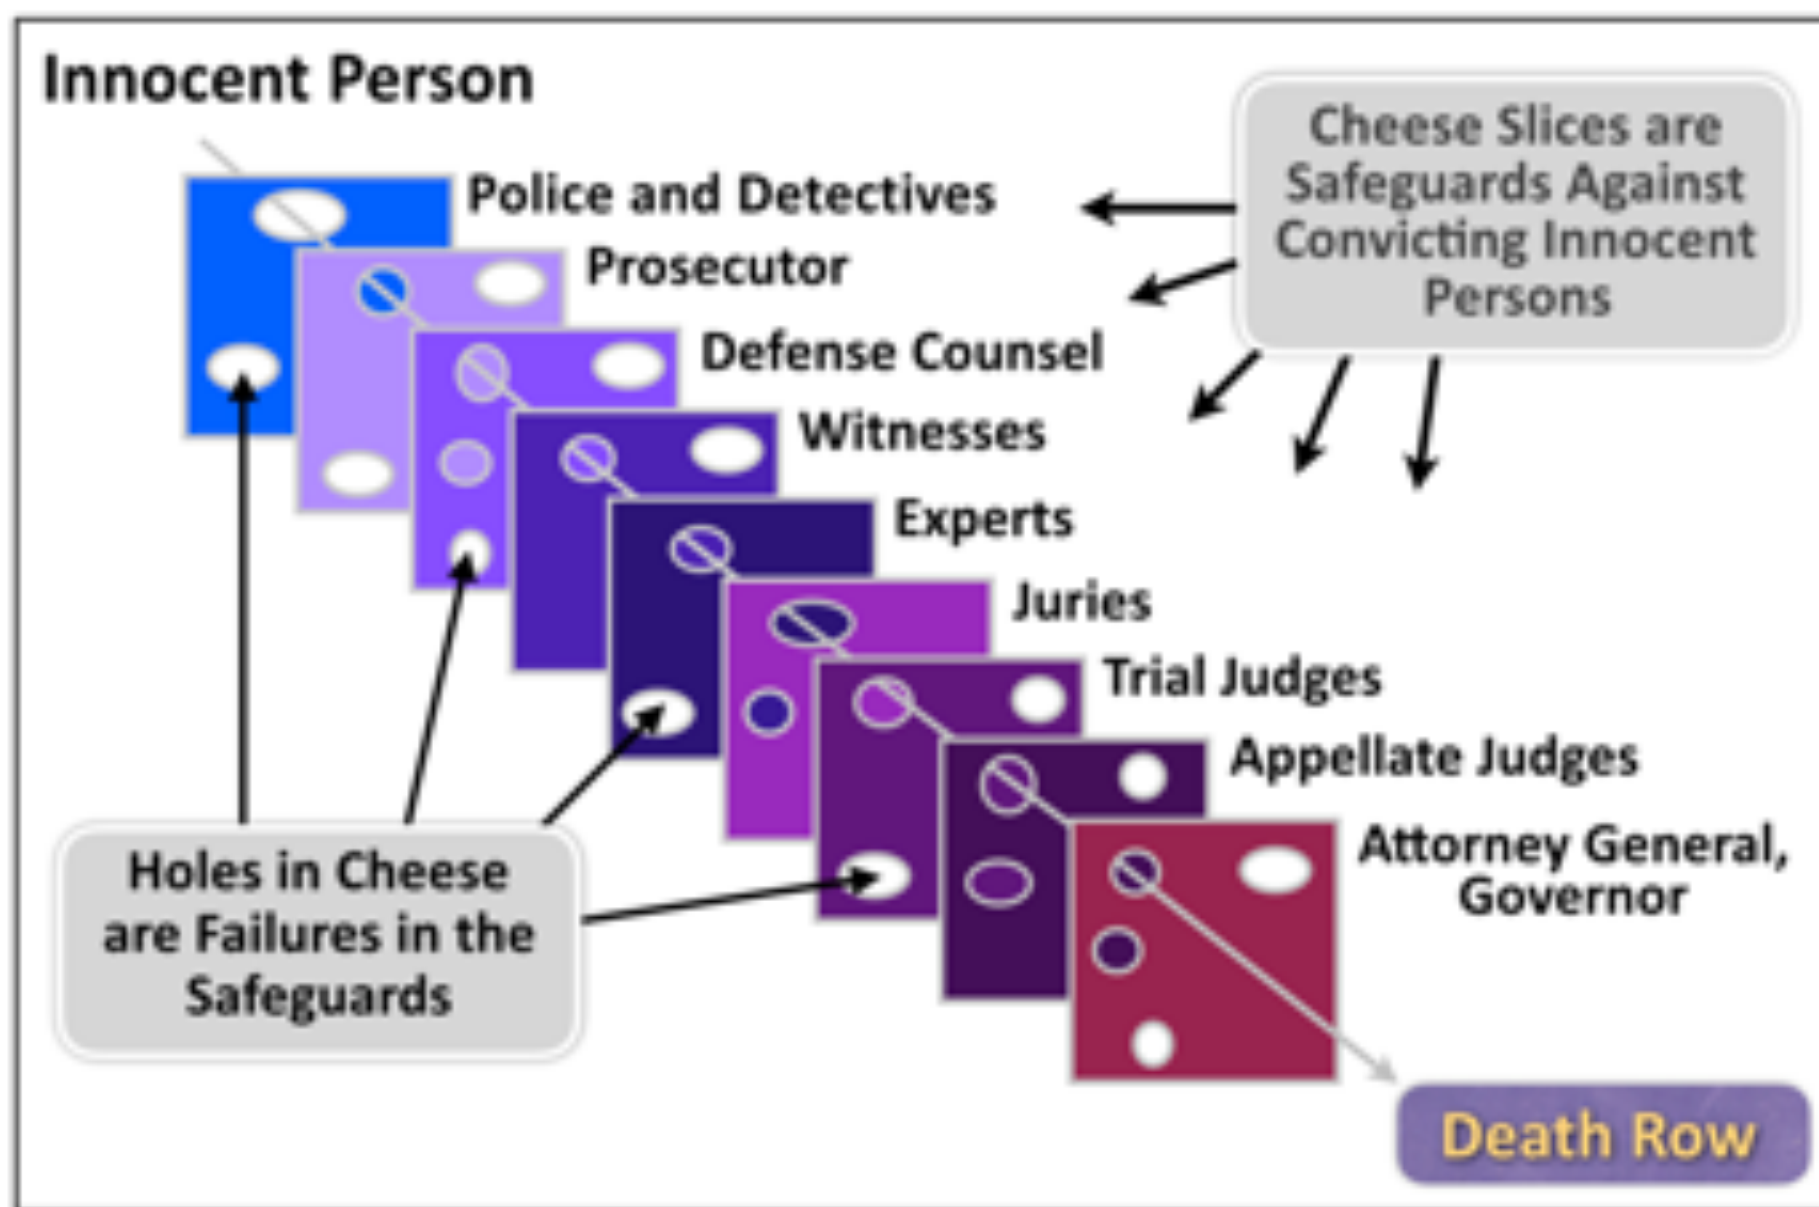 Innocent Person
Cheese Slices are
Safeguards Against
Convicting Innocent
Persons
Police and Detectives
Prosecutor
Defense Counsel
Witnesses
Experts
Juries
Trial Judges
Appellate Judges
Attorney General,
Governor
Holes in Cheese
are Failures in the
Safeguards
Death Row